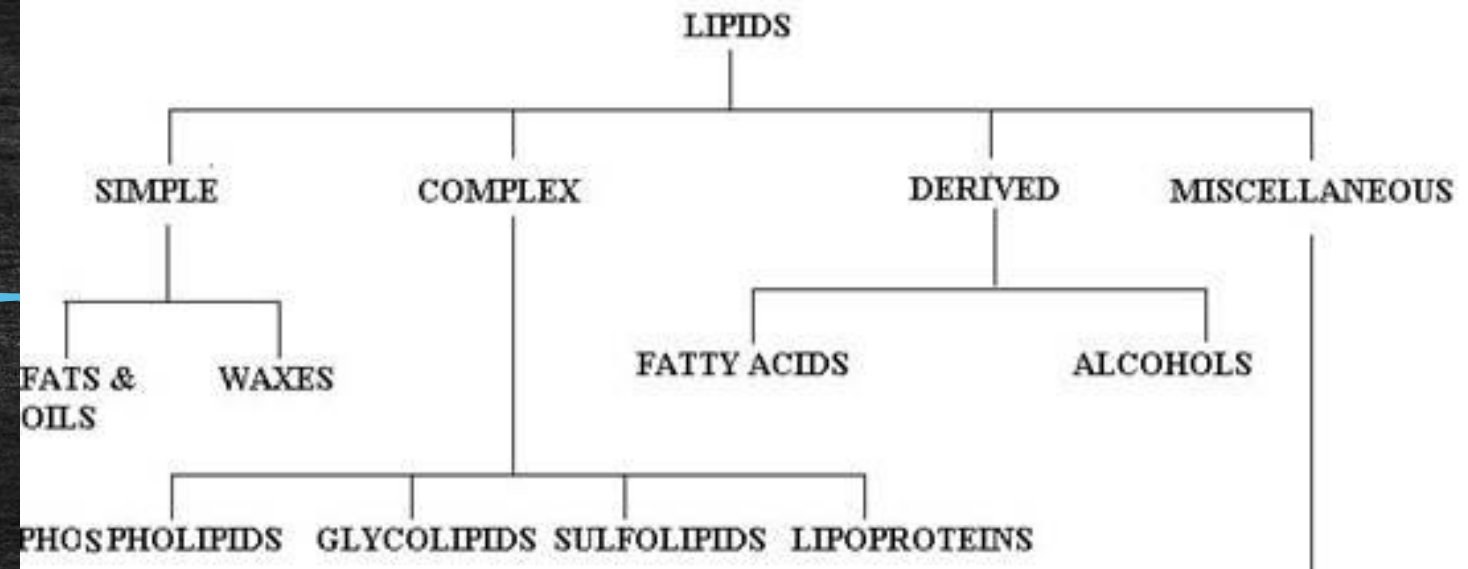 LIPIDS
SIMPLE COMPLEX DERIVED MISCELLANEOUS
FATS &
OILS
WAXES
FATTY ACIDS ALCOHOLS
PHOSPHOLIPIDS GLYCOLIPIDS SULFOLIPIDS LIPOPROTEINS